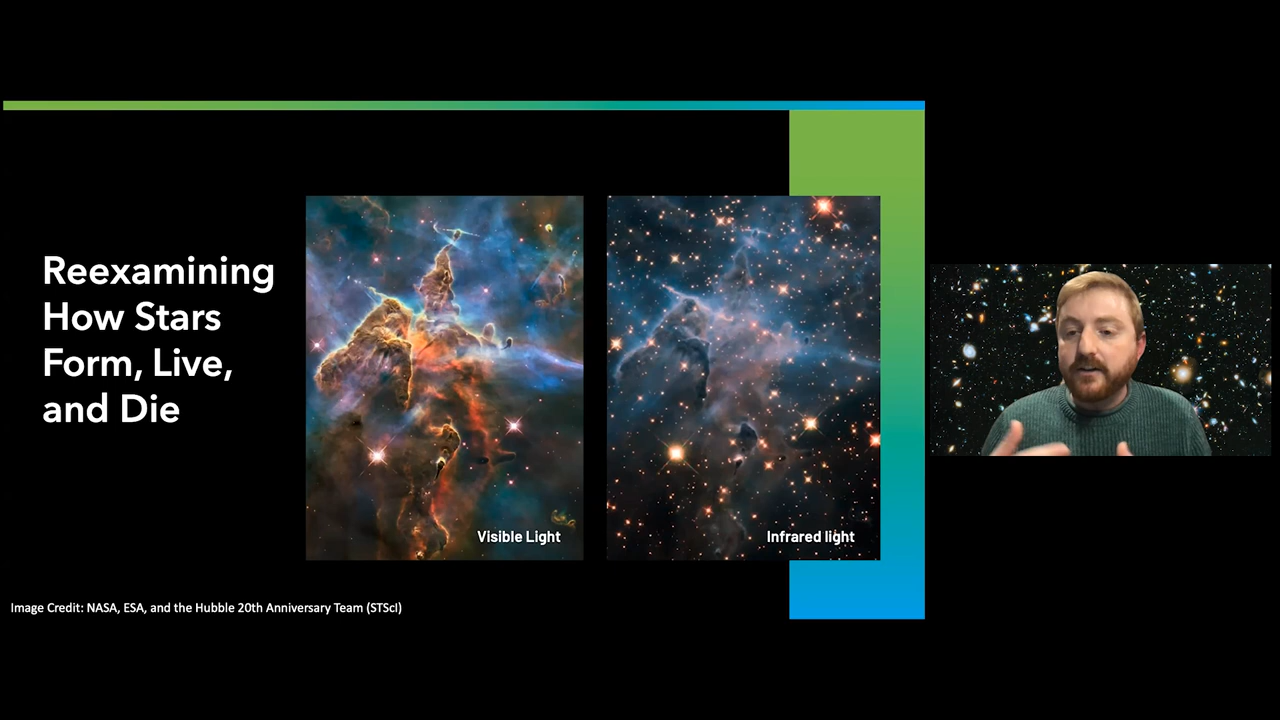 Reexamining
How Stars
Form, Live,
and Die
Visible Light
Infrared light
Image Credit: NASA, ESA, and the Hubble 20th Anniversary Team (STScI)